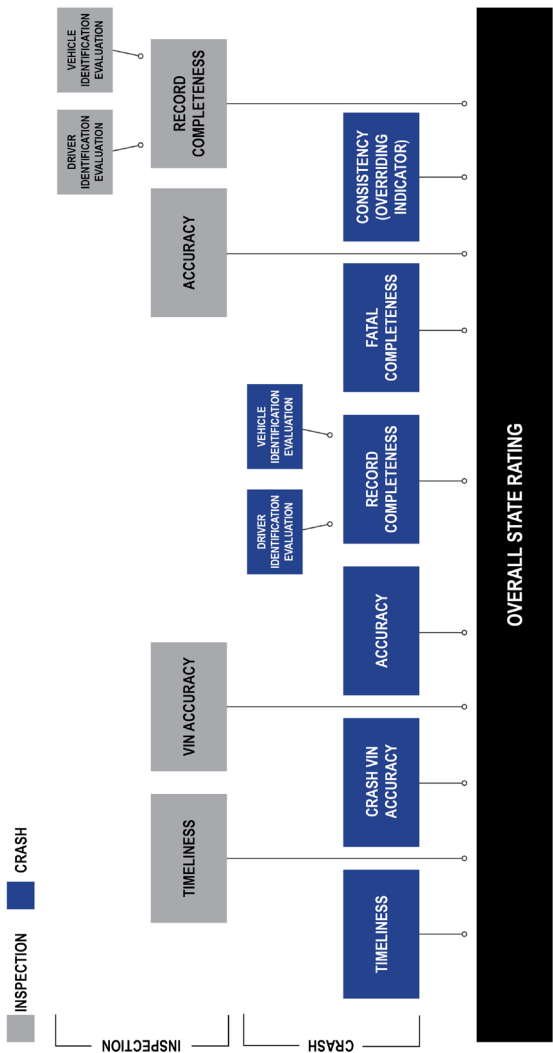 INSPECTION
CRASH
INSPECTION
TIMELINESS
VIN ACCURACY
ACCURACY
DRIVER
IDENTIFICATION
EVALUATION
VEHICLE
IDENTIFICATION
EVALUATION
RECORD
COMPLETENESS
CRASH
TIMELINESS
CRASH VIN
ACCURACY
ACCURACY
DRIVER
IDENTIFICATION
EVALUATION
VEHICLE
IDENTIFICATION
EVALUATION
RECORD
COMPLETENESS
FATAL
COMPLETENESS
CONSISTENCY
(OVERRIDING
INDICATOR)
OVERALL STATE RATING